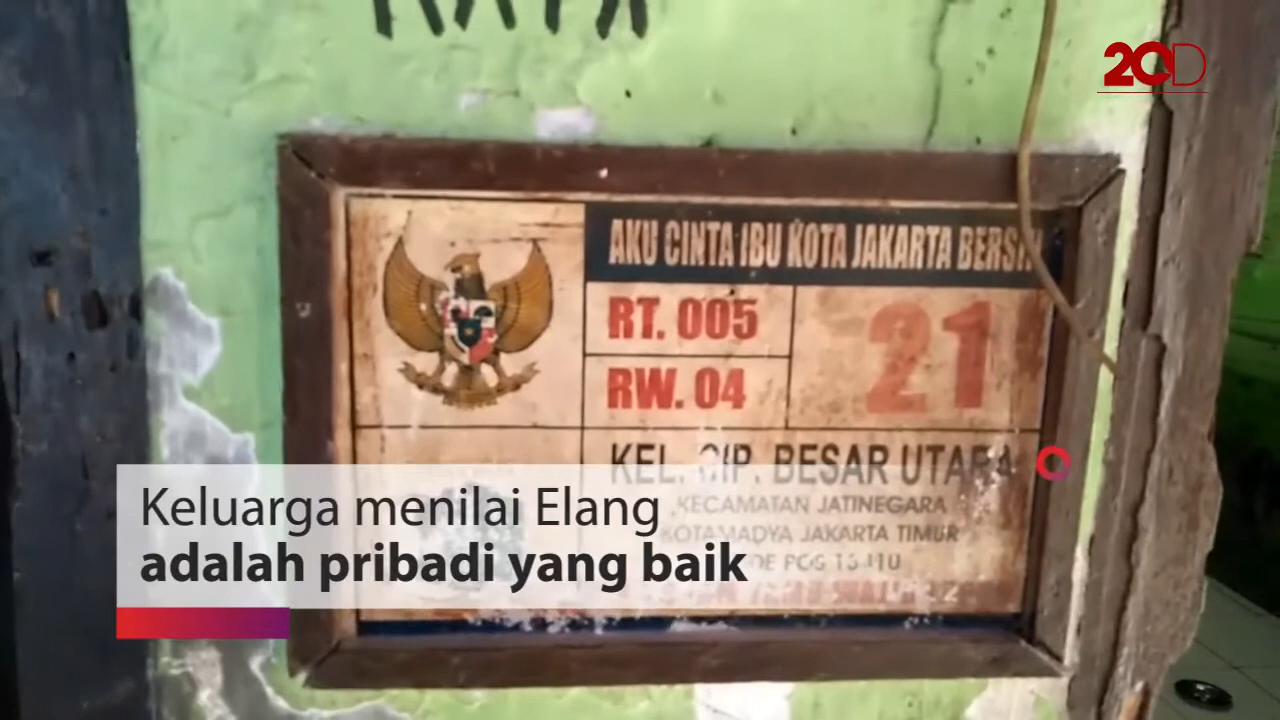 20D
AKU CINTA IBU KOTA JAKARTA BERSIH
RT. 005
RW. 04
21
KEL. CIP. BESAR UTARA
KECAMATAN JATINEGARA
KOTAMADYA JAKARTA TIMUR
Keluarga menilai Elang
adalah pribadi yang baik